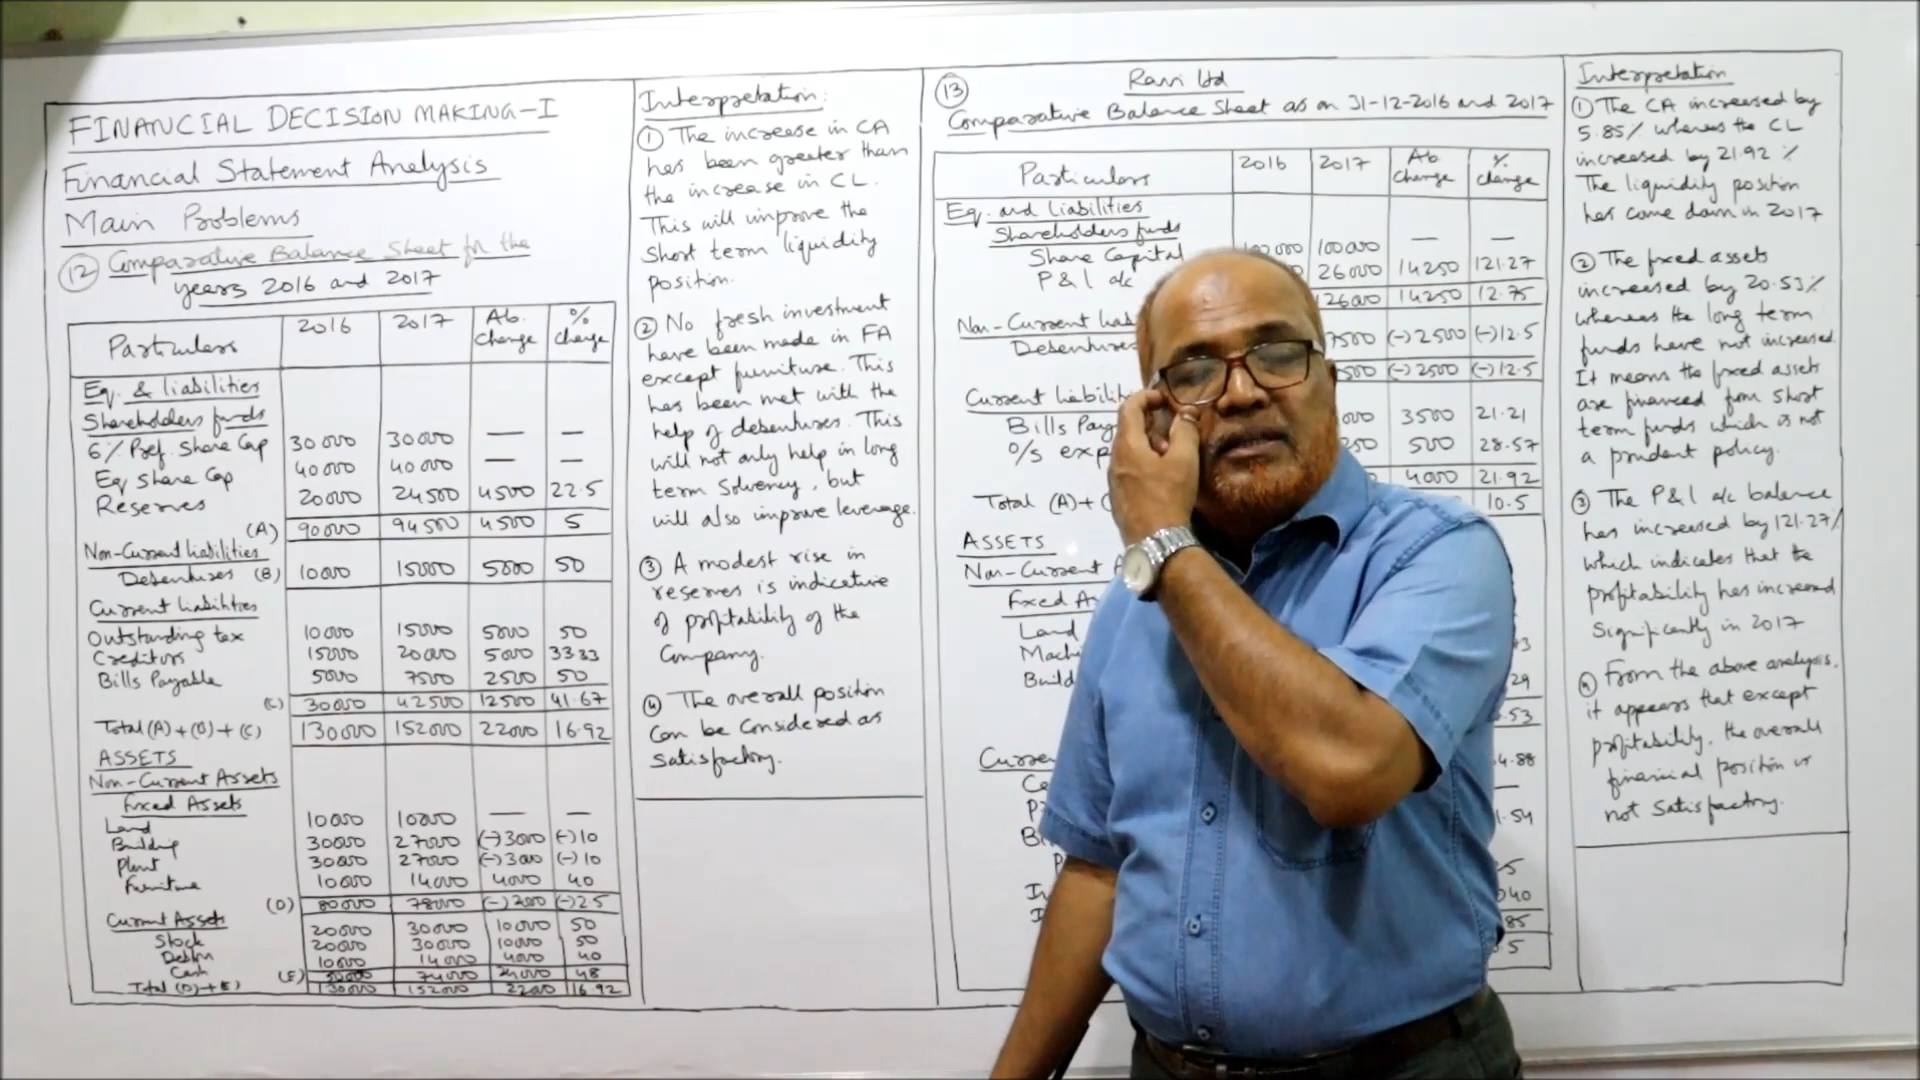 FINANCIAL DECISION MAKING-I
Financial Statement Analysis
Main Problems
(12) Comparative Balance Sheet for the
years 2016 and 2017
Particulars 2016 2017 Ab. change % change
Eq. & liabilities
Shareholders funds
6% Pref. Share Cap 30000 30000 — —
Eq Share Cap 40000 40000 — —
Reserves 20000 24500 4500 22.5
(A) 90000 94500 4500 5
Non-Current liabilities
Debentures (B) 10000 15000 5000 50
Current liabilities
Outstanding tax 10000 15000 5000 50
Creditors 15000 20000 5000 33.33
Bills Payable 5000 7500 2500 50
(C) 30000 42500 12500 41.67
Total (A)+(B)+(C) 130000 152000 22000 16.92
ASSETS
Non-Current Assets
Fixed Assets
Land 10000 10000 — —
Building 30000 27000 (-)3000 (-)10
Plant 30000 27000 (-)3000 (-)10
Furniture 10000 14000 4000 40
(D) 80000 78000 (-)2000 (-)2.5
Current Assets
Stock 20000 30000 10000 50
Debtors 20000 30000 10000 50
Cash 10000 14000 4000 40
(E) 50000 74000 24000 48
Total (D)+(E) 130000 152000 22000 16.92
Interpretation:
(1) The increase in CA
has been greater than
the increase in CL.
This will improve the
short term liquidity
position.
(2) No fresh investment
have been made in FA
except furniture. This
has been met with the
help of debentures. This
will not only help in long
term solvency, but
will also improve leverage.
(3) A modest rise in
reserves is indicative
of profitability of the
Company.
(4) The overall position
can be considered as
satisfactory.
(13) Ravi Ltd
Comparative Balance Sheet as on 31-12-2016 and 2017
Particulars 2016 2017 Ab. change % change
Eq. and liabilities
Shareholders funds
Share Capital 100000 — —
P & l a/c 26000 14250 121.27
126000 14250 12.75
Non-Current liab
Debentures 7500 (-)2500 (-)12.5
500 (-)2500 (-)12.5
Current liabilit
Bills Pay 000 3500 21.21
o/s exp 500 28.57
4000 21.92
Total (A)+( 10.5
ASSETS
Non-Current A
Fixed As
Land
Machi
Build 29
.53
Curren 4.88
—
1.54
.5
40
85
.5
Interpretation
(1) The CA increased by
5.85% whereas the CL
increased by 21.92 %
The liquidity position
has come down in 2017
(2) The fixed assets
increased by 20.53%
whereas the long term
funds have not increased.
It means the fixed assets
are financed from short
term funds which is not
a prudent policy.
(3) The P & l a/c balance
has increased by 121.27%
which indicates that the
profitability has increased
significantly in 2017
(4) From the above analysis,
it appears that except
profitability, the overall
financial position is
not satisfactory.